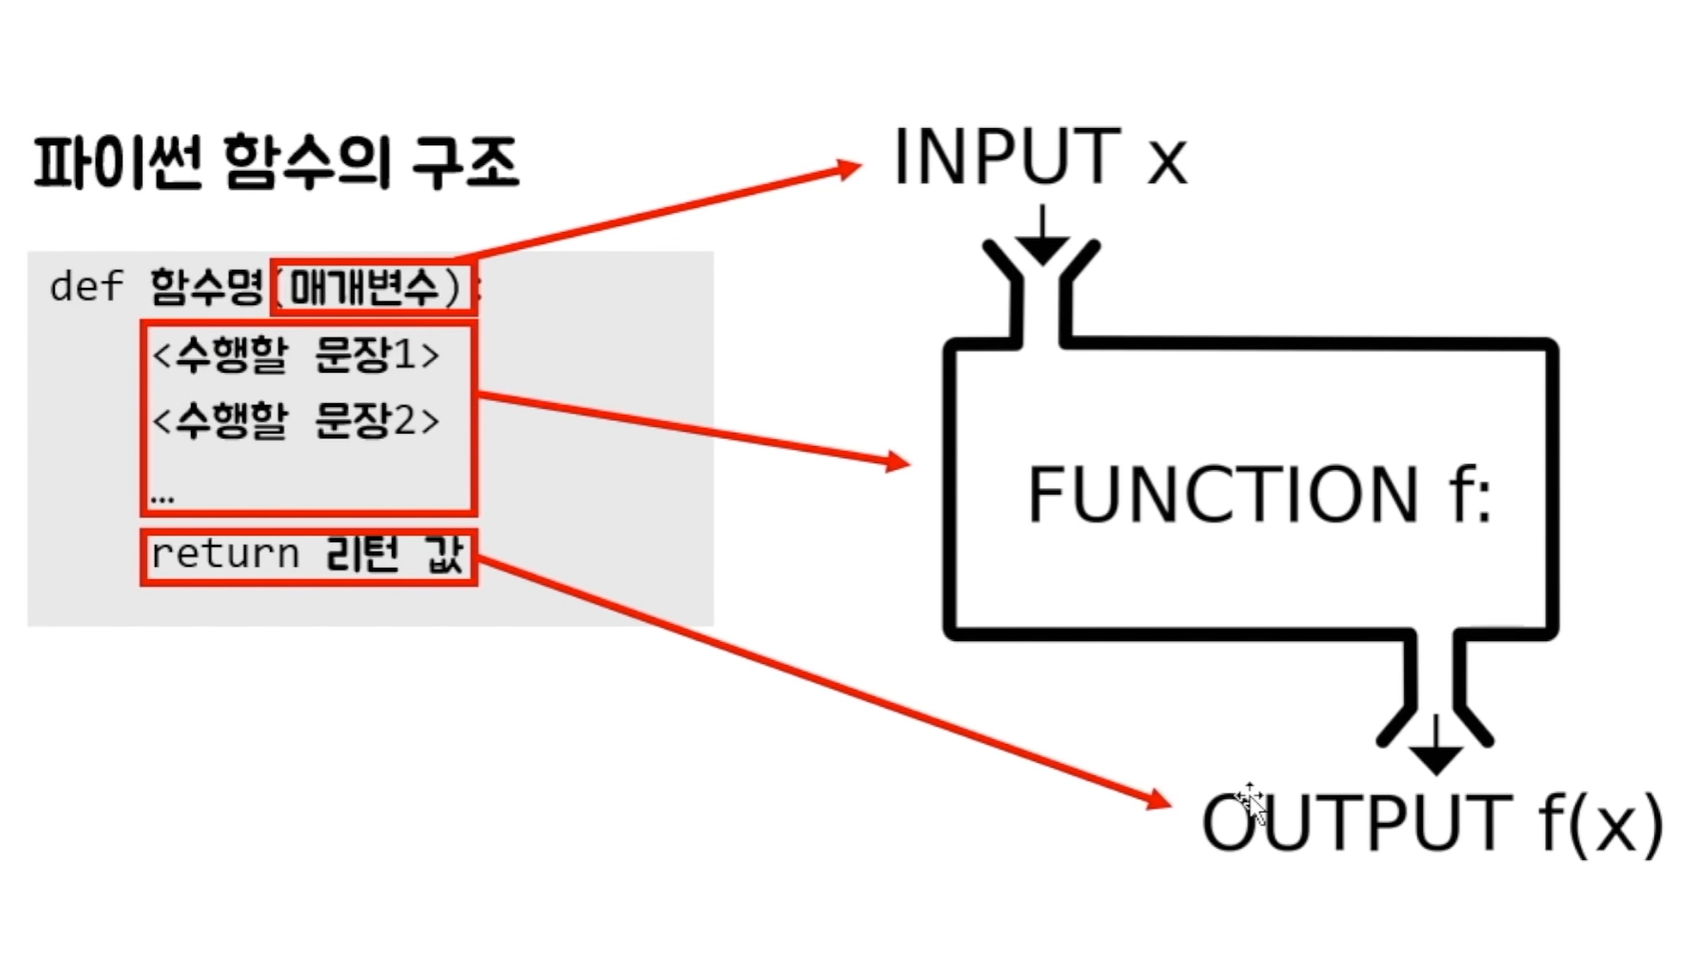 파이썬 함수의 구조
def 함수명(매개변수):
<수행할 문장1>
<수행할 문장2>
…
return 리턴 값
INPUT x
FUNCTION f:
OUTPUT f(x)